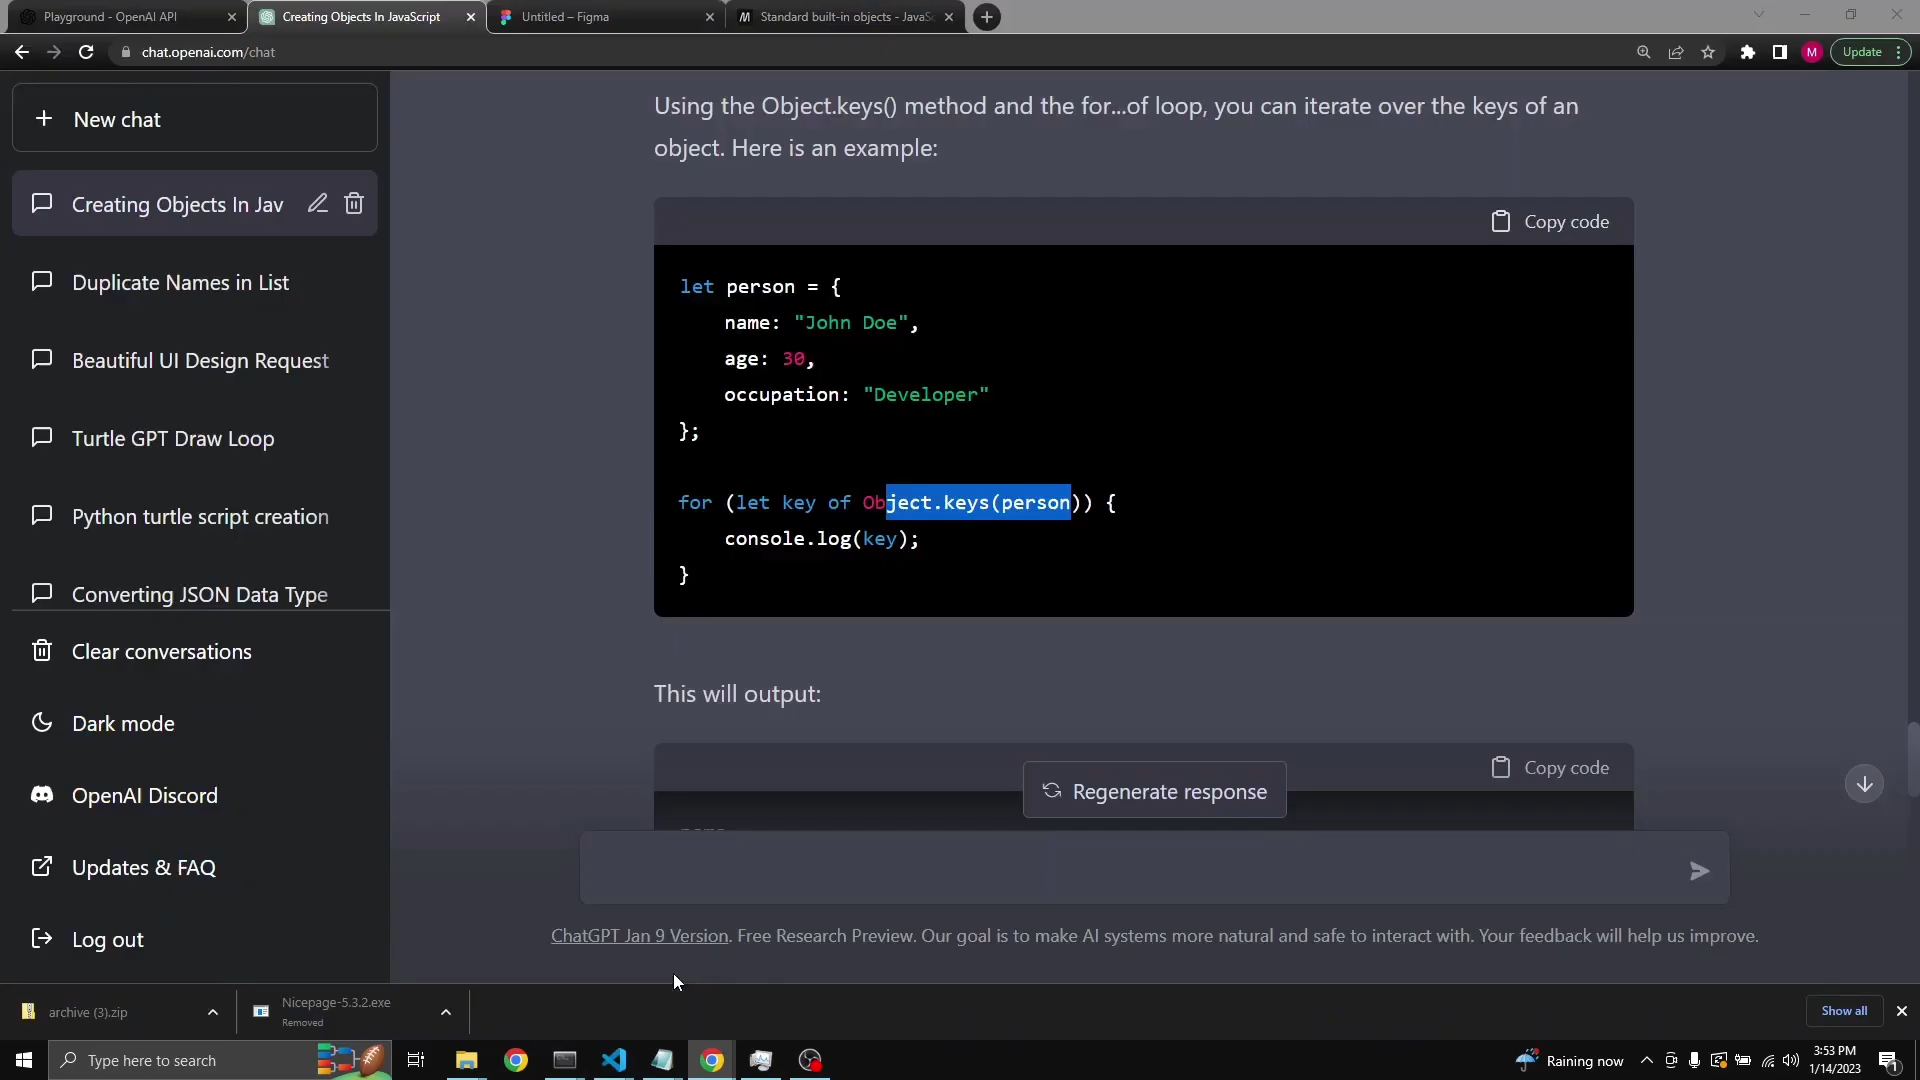 Playground - OpenAI API
Creating Objects In JavaScript
Untitled – Figma
Standard built-in objects - JavaSc
chat.openai.com/chat
M
Update
New chat
Creating Objects In Jav
Duplicate Names in List
Beautiful UI Design Request
Turtle GPT Draw Loop
Python turtle script creation
Converting JSON Data Type
Clear conversations
Dark mode
OpenAI Discord
Updates & FAQ
Log out
Using the Object.keys() method and the for...of loop, you can iterate over the keys of an
object. Here is an example:
Copy code
let person = {
name: "John Doe",
age: 30,
occupation: "Developer"
};
for (let key of Object.keys(person)) {
console.log(key);
}
This will output:
Copy code
Regenerate response
ChatGPT Jan 9 Version. Free Research Preview. Our goal is to make AI systems more natural and safe to interact with. Your feedback will help us improve.
archive (3).zip
Nicepage-5.3.2.exe
Removed
Show all
Type here to search
Raining now
3:53 PM
1/14/2023
1